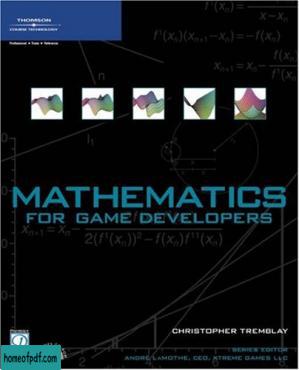 THOMSON
COURSE TECHNOLOGY
Professional ■ Trade ■ Reference
MATHEMATICS
FOR GAME DEVELOPERS
CHRISTOPHER TREMBLAY
SERIES EDITOR
ANDRÉ LAMOTHE, CEO, XTREME GAMES LLC
homeofpdf.com